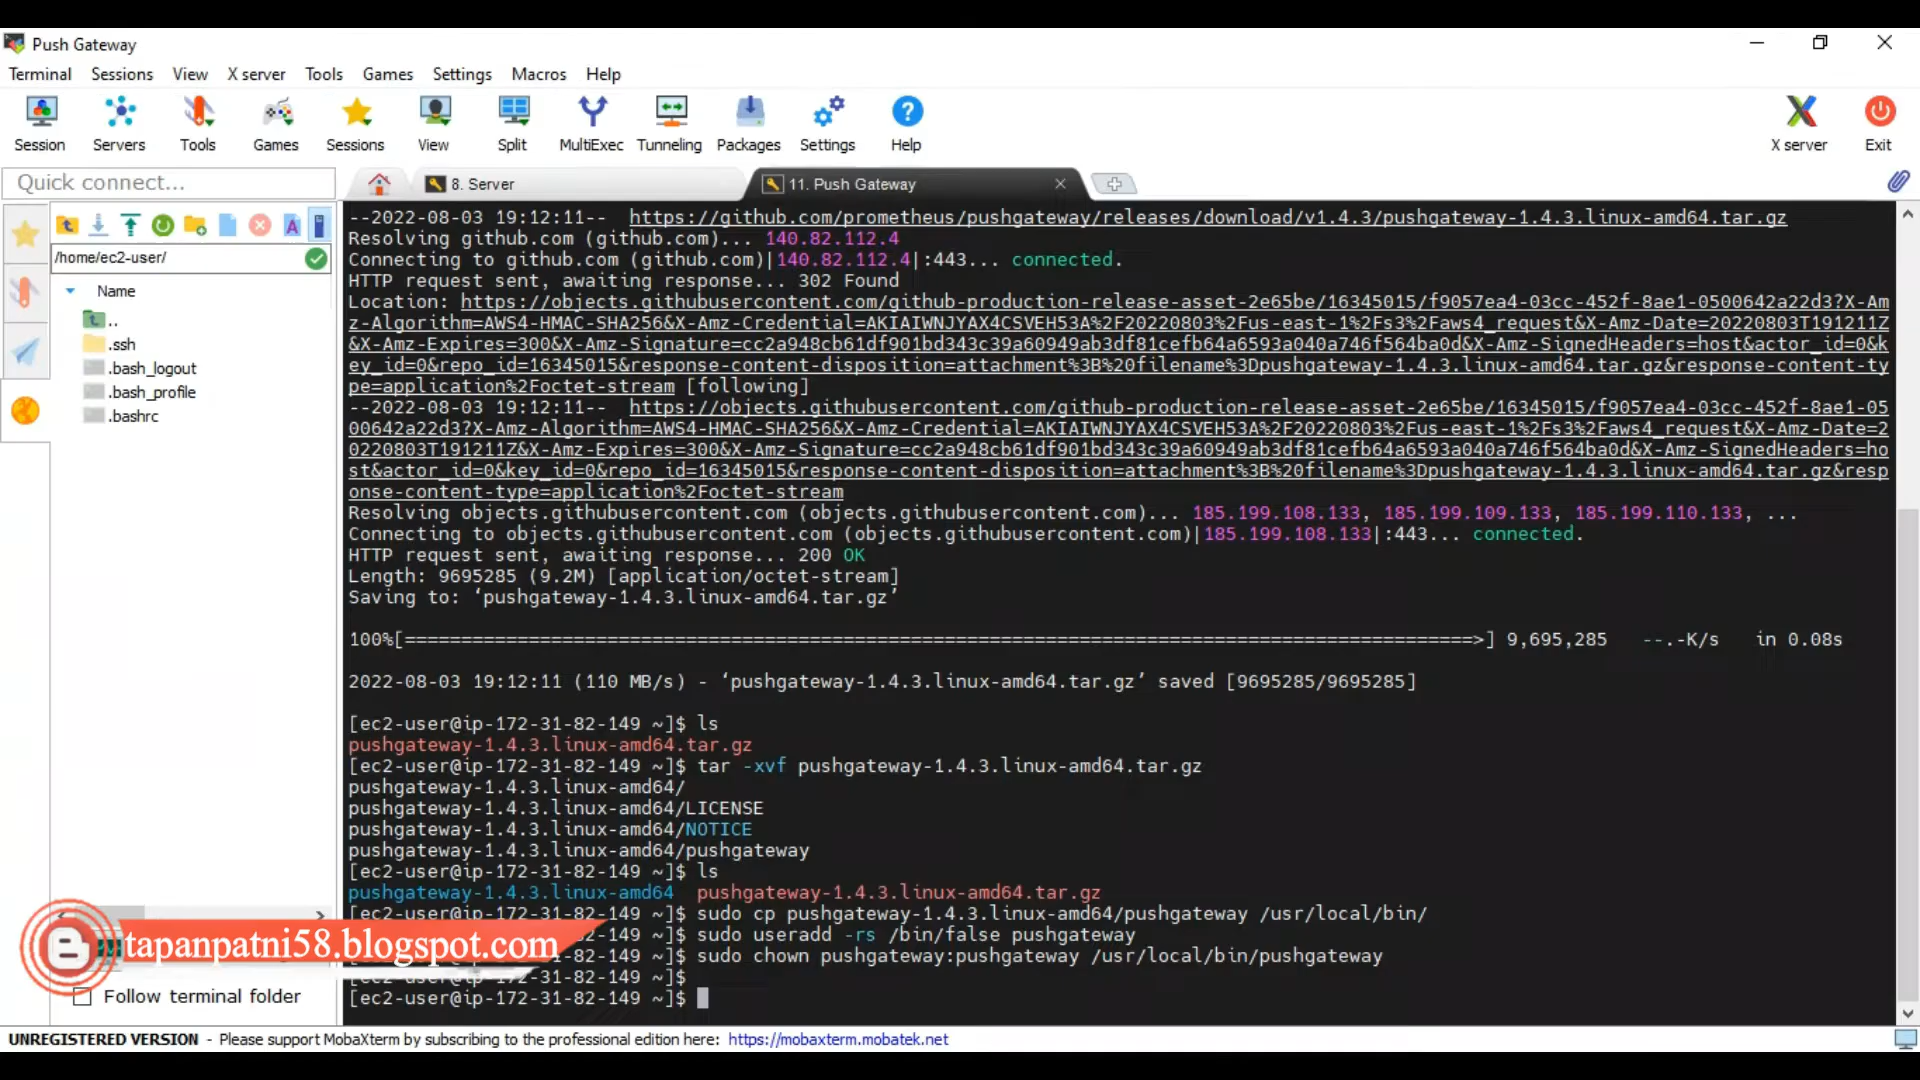 Push Gateway
Terminal Sessions View X server Tools Games Settings Macros Help
Session Servers Tools Games Sessions View Split MultiExec Tunneling Packages Settings Help X server Exit
Quick connect...
8. Server
11. Push Gateway
/home/ec2-user/
Name
..
.ssh
.bash_logout
.bash_profile
.bashrc
--2022-08-03 19:12:11-- https://github.com/prometheus/pushgateway/releases/download/v1.4.3/pushgateway-1.4.3.linux-amd64.tar.gz
Resolving github.com (github.com)... 140.82.112.4
Connecting to github.com (github.com)|140.82.112.4|:443... connected.
HTTP request sent, awaiting response... 302 Found
Location: https://objects.githubusercontent.com/github-production-release-asset-2e65be/16345015/f9057ea4-03cc-452f-8ae1-0500642a22d3?X-Am
z-Algorithm=AWS4-HMAC-SHA256&X-Amz-Credential=AKIAIWNJYAX4CSVEH53A%2F20220803%2Fus-east-1%2Fs3%2Faws4_request&X-Amz-Date=20220803T191211Z
&X-Amz-Expires=300&X-Amz-Signature=cc2a948cb61df901bd343c39a60949ab3df81cefb64a6593a040a746f564ba0d&X-Amz-SignedHeaders=host&actor_id=0&k
ey_id=0&repo_id=16345015&response-content-disposition=attachment%3B%20filename%3Dpushgateway-1.4.3.linux-amd64.tar.gz&response-content-ty
pe=application%2Foctet-stream [following]
--2022-08-03 19:12:11-- https://objects.githubusercontent.com/github-production-release-asset-2e65be/16345015/f9057ea4-03cc-452f-8ae1-05
00642a22d3?X-Amz-Algorithm=AWS4-HMAC-SHA256&X-Amz-Credential=AKIAIWNJYAX4CSVEH53A%2F20220803%2Fus-east-1%2Fs3%2Faws4_request&X-Amz-Date=2
0220803T191211Z&X-Amz-Expires=300&X-Amz-Signature=cc2a948cb61df901bd343c39a60949ab3df81cefb64a6593a040a746f564ba0d&X-Amz-SignedHeaders=ho
st&actor_id=0&key_id=0&repo_id=16345015&response-content-disposition=attachment%3B%20filename%3Dpushgateway-1.4.3.linux-amd64.tar.gz&resp
onse-content-type=application%2Foctet-stream
Resolving objects.githubusercontent.com (objects.githubusercontent.com)... 185.199.108.133, 185.199.109.133, 185.199.110.133, ...
Connecting to objects.githubusercontent.com (objects.githubusercontent.com)|185.199.108.133|:443... connected.
HTTP request sent, awaiting response... 200 OK
Length: 9695285 (9.2M) [application/octet-stream]
Saving to: ‘pushgateway-1.4.3.linux-amd64.tar.gz’
100%[===============================================================================================>] 9,695,285 --.-K/s in 0.08s
2022-08-03 19:12:11 (110 MB/s) - ‘pushgateway-1.4.3.linux-amd64.tar.gz’ saved [9695285/9695285]
[ec2-user@ip-172-31-82-149 ~]$ ls
pushgateway-1.4.3.linux-amd64.tar.gz
[ec2-user@ip-172-31-82-149 ~]$ tar -xvf pushgateway-1.4.3.linux-amd64.tar.gz
pushgateway-1.4.3.linux-amd64/
pushgateway-1.4.3.linux-amd64/LICENSE
pushgateway-1.4.3.linux-amd64/NOTICE
pushgateway-1.4.3.linux-amd64/pushgateway
[ec2-user@ip-172-31-82-149 ~]$ ls
pushgateway-1.4.3.linux-amd64 pushgateway-1.4.3.linux-amd64.tar.gz
[ec2-user@ip-172-31-82-149 ~]$ sudo cp pushgateway-1.4.3.linux-amd64/pushgateway /usr/local/bin/
2-149 ~]$ sudo useradd -rs /bin/false pushgateway
-82-149 ~]$ sudo chown pushgateway:pushgateway /usr/local/bin/pushgateway
[ec2-user@ip-172-31-82-149 ~]$
[ec2-user@ip-172-31-82-149 ~]$
tapanpatni58.blogspot.com
Follow terminal folder
UNREGISTERED VERSION - Please support MobaXterm by subscribing to the professional edition here: https://mobaxterm.mobatek.net